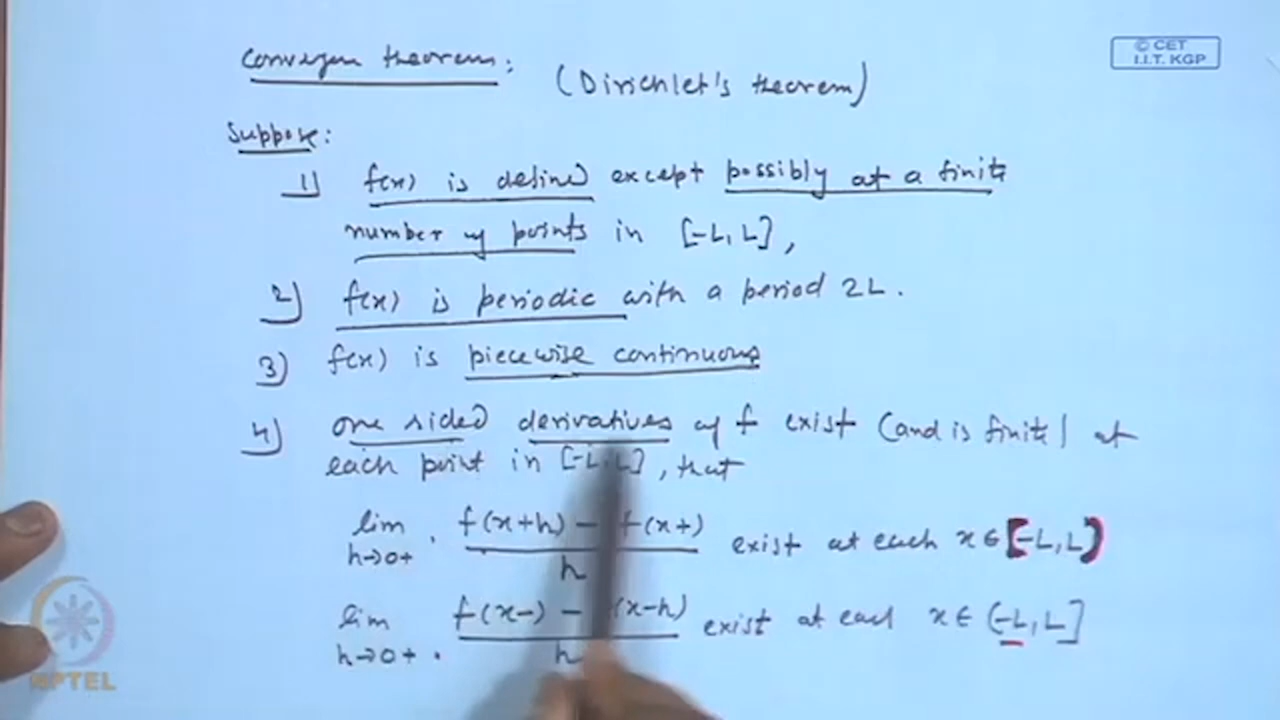 convergen theorem:
(Dirichlet's theorem)
© CET
I.I.T. KGP
Suppose:
1) f(x) is defined except possibly at a finite
number of points in [-L, L],
2) f(x) is periodic with a period 2L.
3) f(x) is piecewise continuous
4) one sided derivatives of f exist (and is finite) at
each point in [-L, L], that
lim h→0+ f(x+h) - f(x+) / h exist at each x ∈ [-L, L)
lim h→0+ f(x-) - (x-h) / h exist at each x ∈ (-L, L]
NPTEL